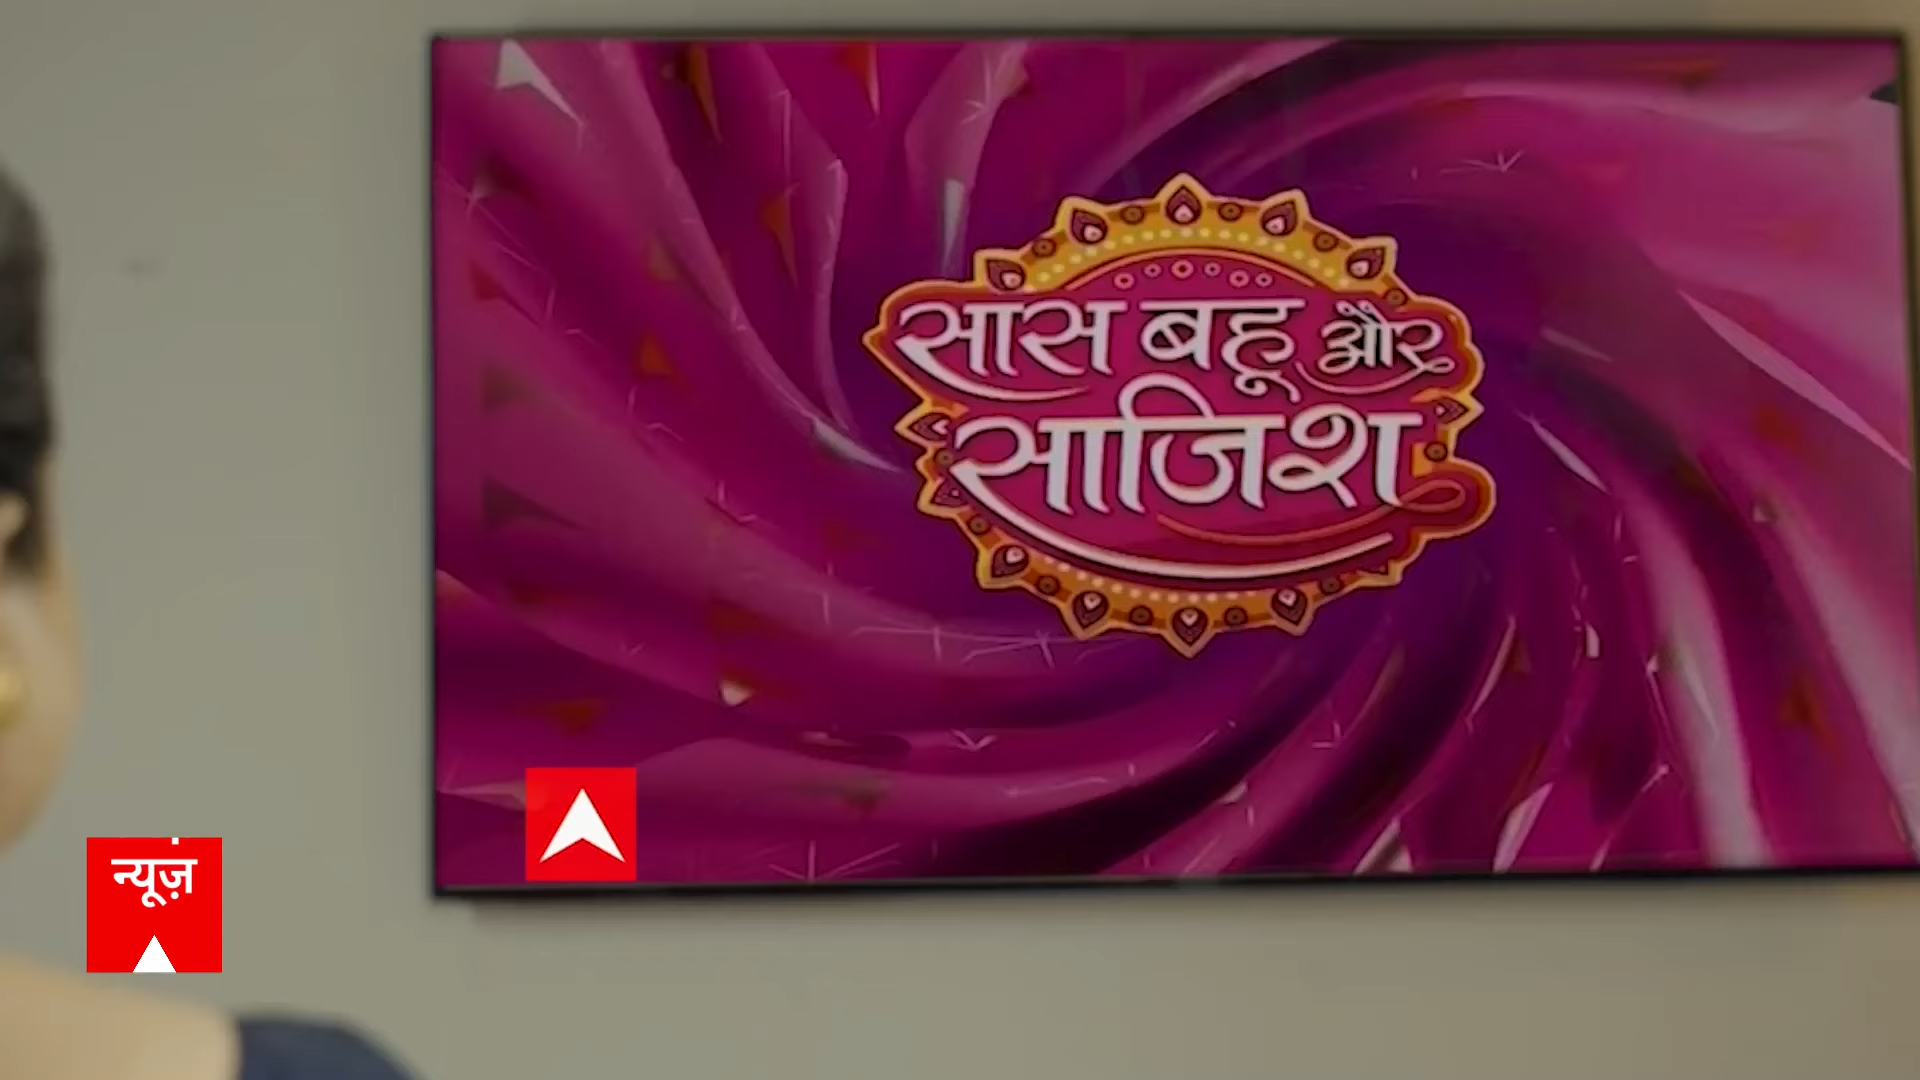 सास बहू और
साजिश
न्यूज़